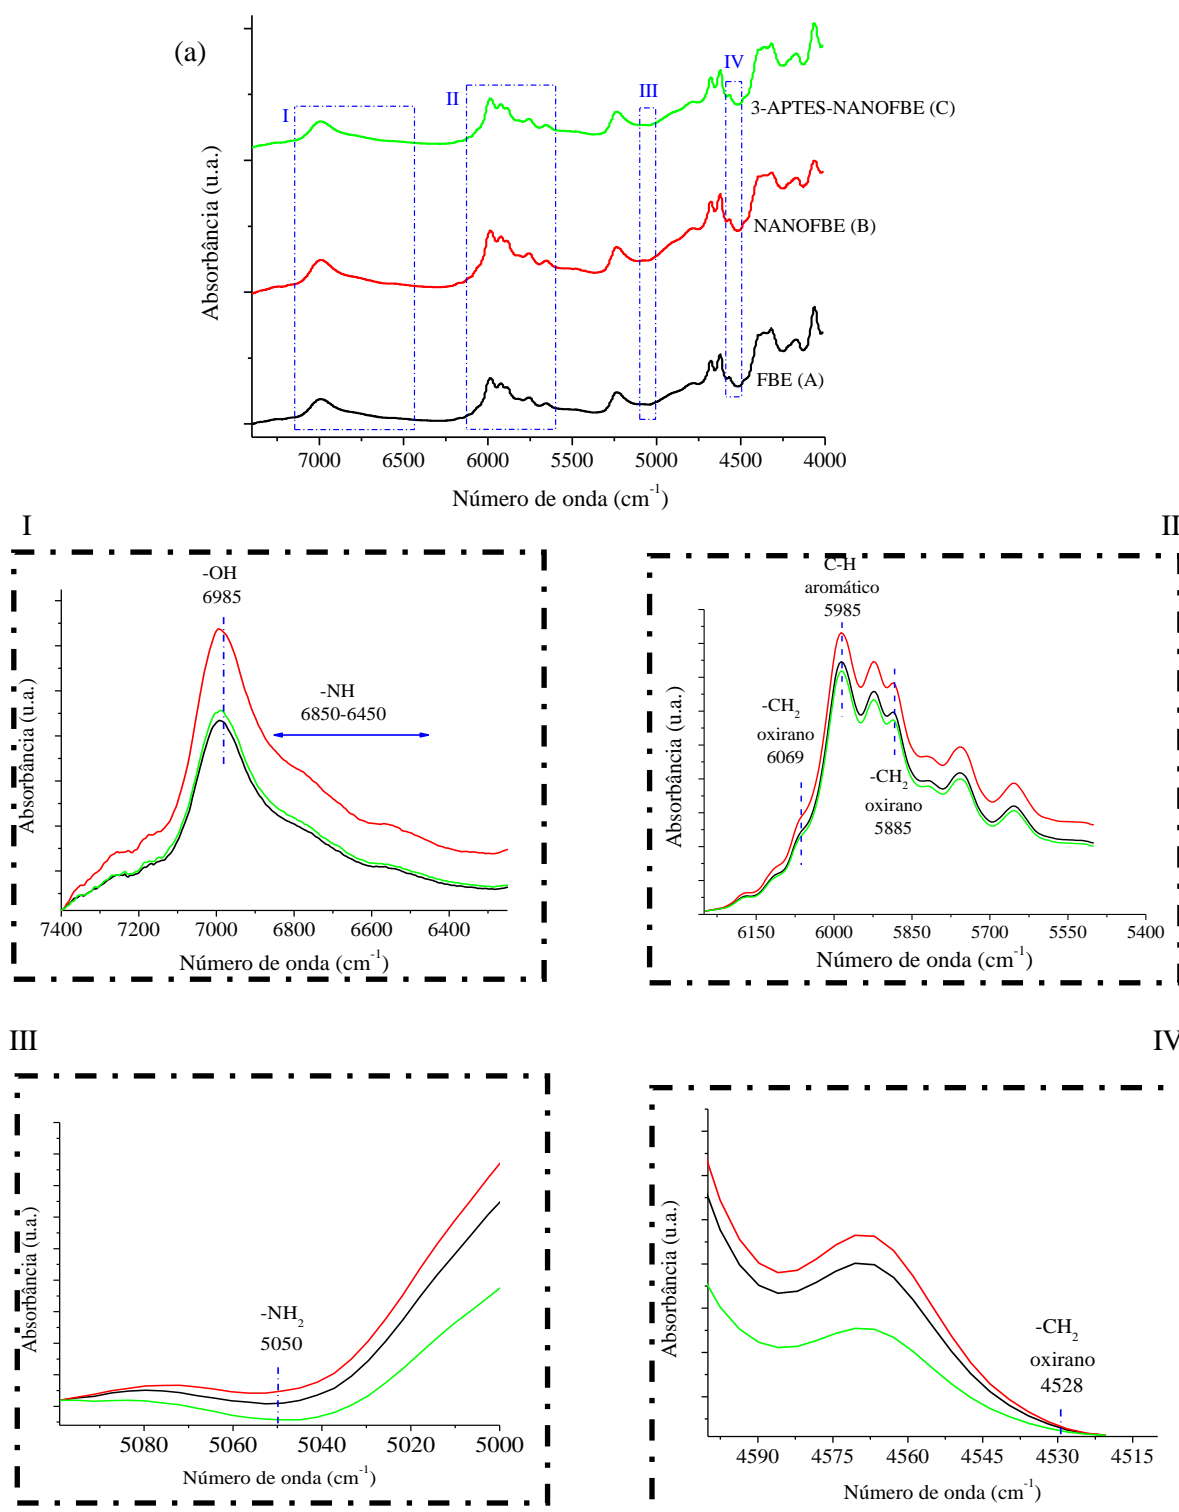 (a)
I
II
III
IV
3-APTES-NANOFBE (C)
NANOFBE (B)
FBE (A)
Absorbância (u.a.)
7000 6500 6000 5500 5000 4500 4000
Número de onda (cm⁻¹)
I
-OH
6985
-NH
6850-6450
Absorbância (u.a.)
7400 7200 7000 6800 6600 6400
Número de onda (cm⁻¹)
II
C-H
aromático
5985
-CH₂
oxirano
6069
-CH₂
oxirano
5885
Absorbância (u.a.)
6150 6000 5850 5700 5550 5400
Número de onda (cm⁻¹)
III
-NH₂
5050
Absorbância (u.a.)
5080 5060 5040 5020 5000
Número de onda (cm⁻¹)
IV
-CH₂
oxirano
4528
Absorbância (u.a.)
4590 4575 4560 4545 4530 4515
Número de onda (cm⁻¹)